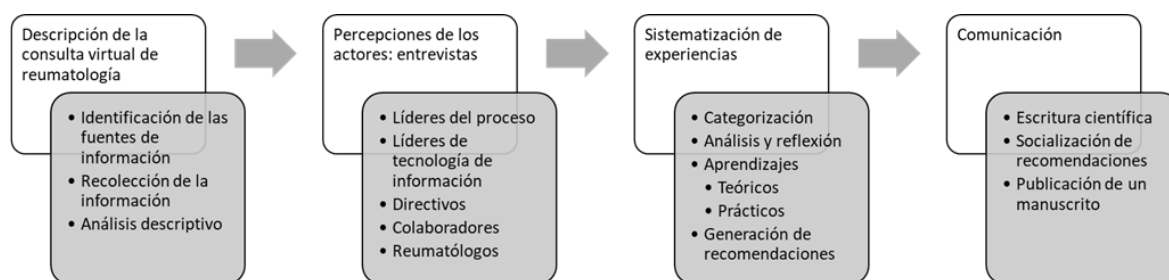 Descripción de la
consulta virtual de
reumatología
• Identificación de las
fuentes de
información
• Recolección de la
información
• Análisis descriptivo
Percepciones de los
actores: entrevistas
• Líderes del proceso
• Líderes de
tecnología de
información
• Directivos
• Colaboradores
• Reumatólogos
Sistematización de
experiencias
• Categorización
• Análisis y reflexión
• Aprendizajes
• Teóricos
• Prácticos
• Generación de
recomendaciones
Comunicación
• Escritura científica
• Socialización de
recomendaciones
• Publicación de un
manuscrito